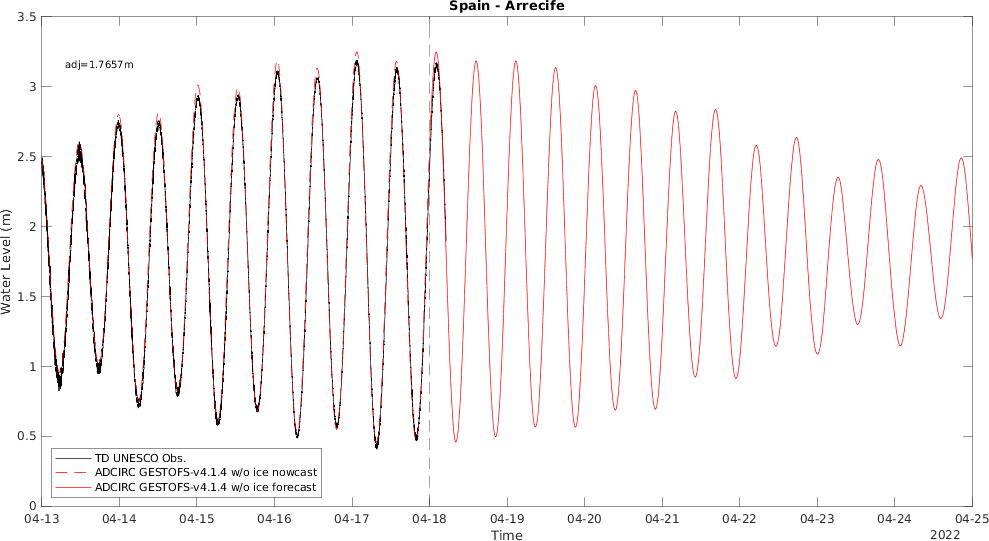 Spain - Arrecife
3.5
adj=1.7657m
3
2.5
2
Water Level (m)
1.5
1
0.5
TD UNESCO Obs.
ADCIRC GESTOFS-v4.1.4 w/o ice nowcast
ADCIRC GESTOFS-v4.1.4 w/o ice forecast
0
04-13 04-14 04-15 04-16 04-17 04-18 04-19 04-20 04-21 04-22 04-23 04-24 04-25
Time
2022